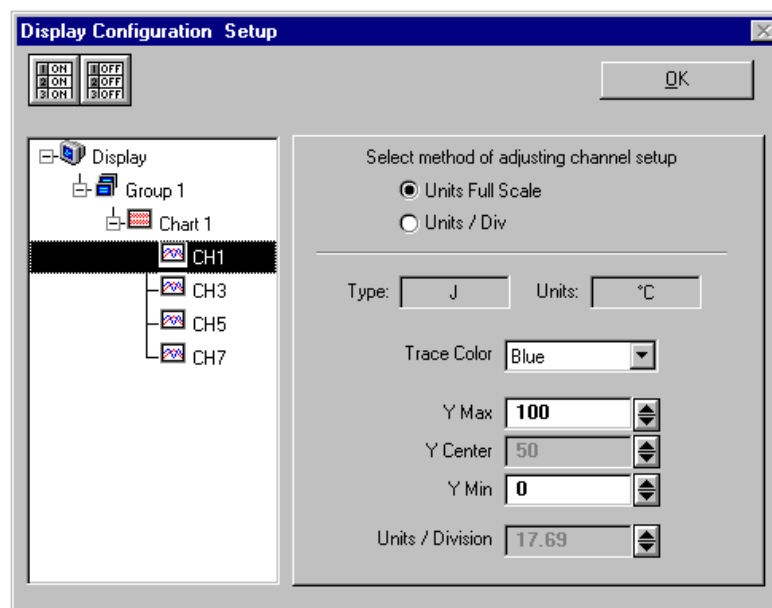 Display Configuration Setup
1 ON 1 OFF
2 ON 2 OFF
3 ON 3 OFF
OK
Display
Group 1
Chart 1
CH1
CH3
CH5
CH7
Select method of adjusting channel setup
Units Full Scale
Units / Div
Type: J Units: °C
Trace Color Blue
Y Max 100
Y Center 50
Y Min 0
Units / Division 17.69